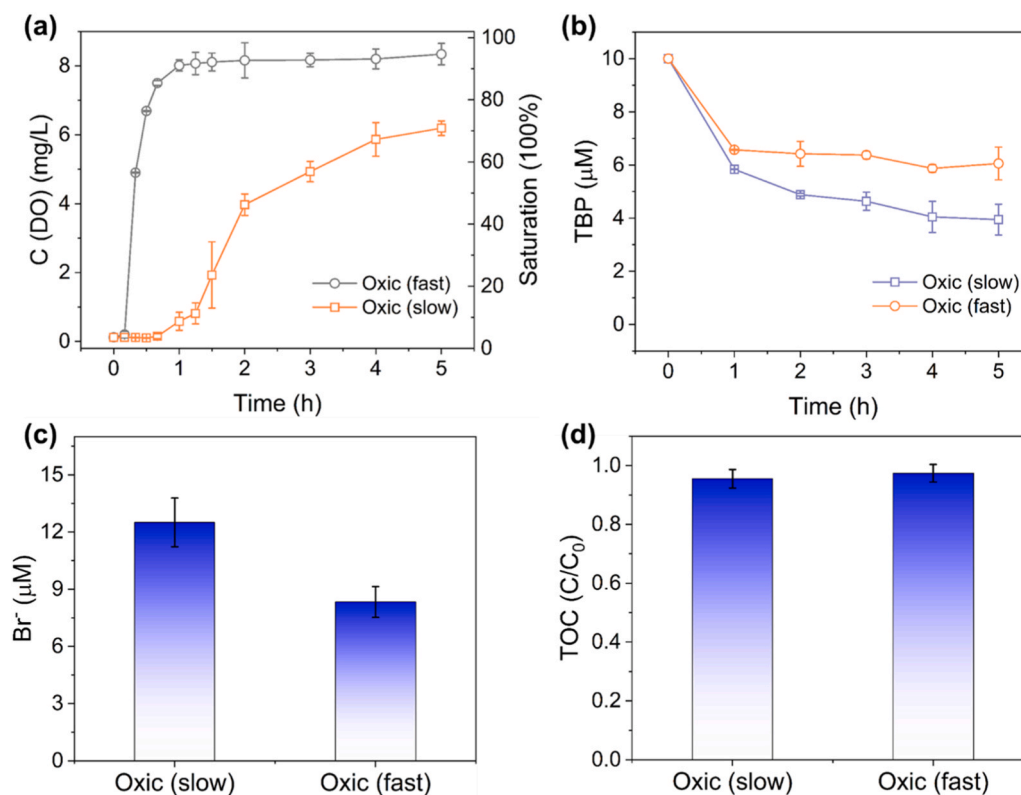 (a)
C (DO) (mg/L)
8
6
4
2
0
100
80
60
40
20
0
Saturation (100%)
Oxic (fast)
Oxic (slow)
0 1 2 3 4 5
Time (h)
(b)
TBP (μM)
10
8
6
4
2
0
Oxic (slow)
Oxic (fast)
0 1 2 3 4 5
Time (h)
(c)
Br⁻ (μM)
15
12
9
6
3
0
Oxic (slow) Oxic (fast)
(d)
TOC (C/C₀)
1.0
0.8
0.6
0.4
0.2
0.0
Oxic (slow) Oxic (fast)